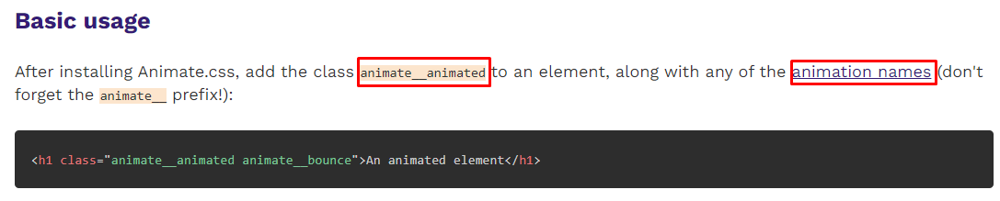 Basic usage
After installing Animate.css, add the class animate__animated to an element, along with any of the animation names (don't
forget the animate__ prefix!):
<h1 class="animate__animated animate__bounce">An animated element</h1>